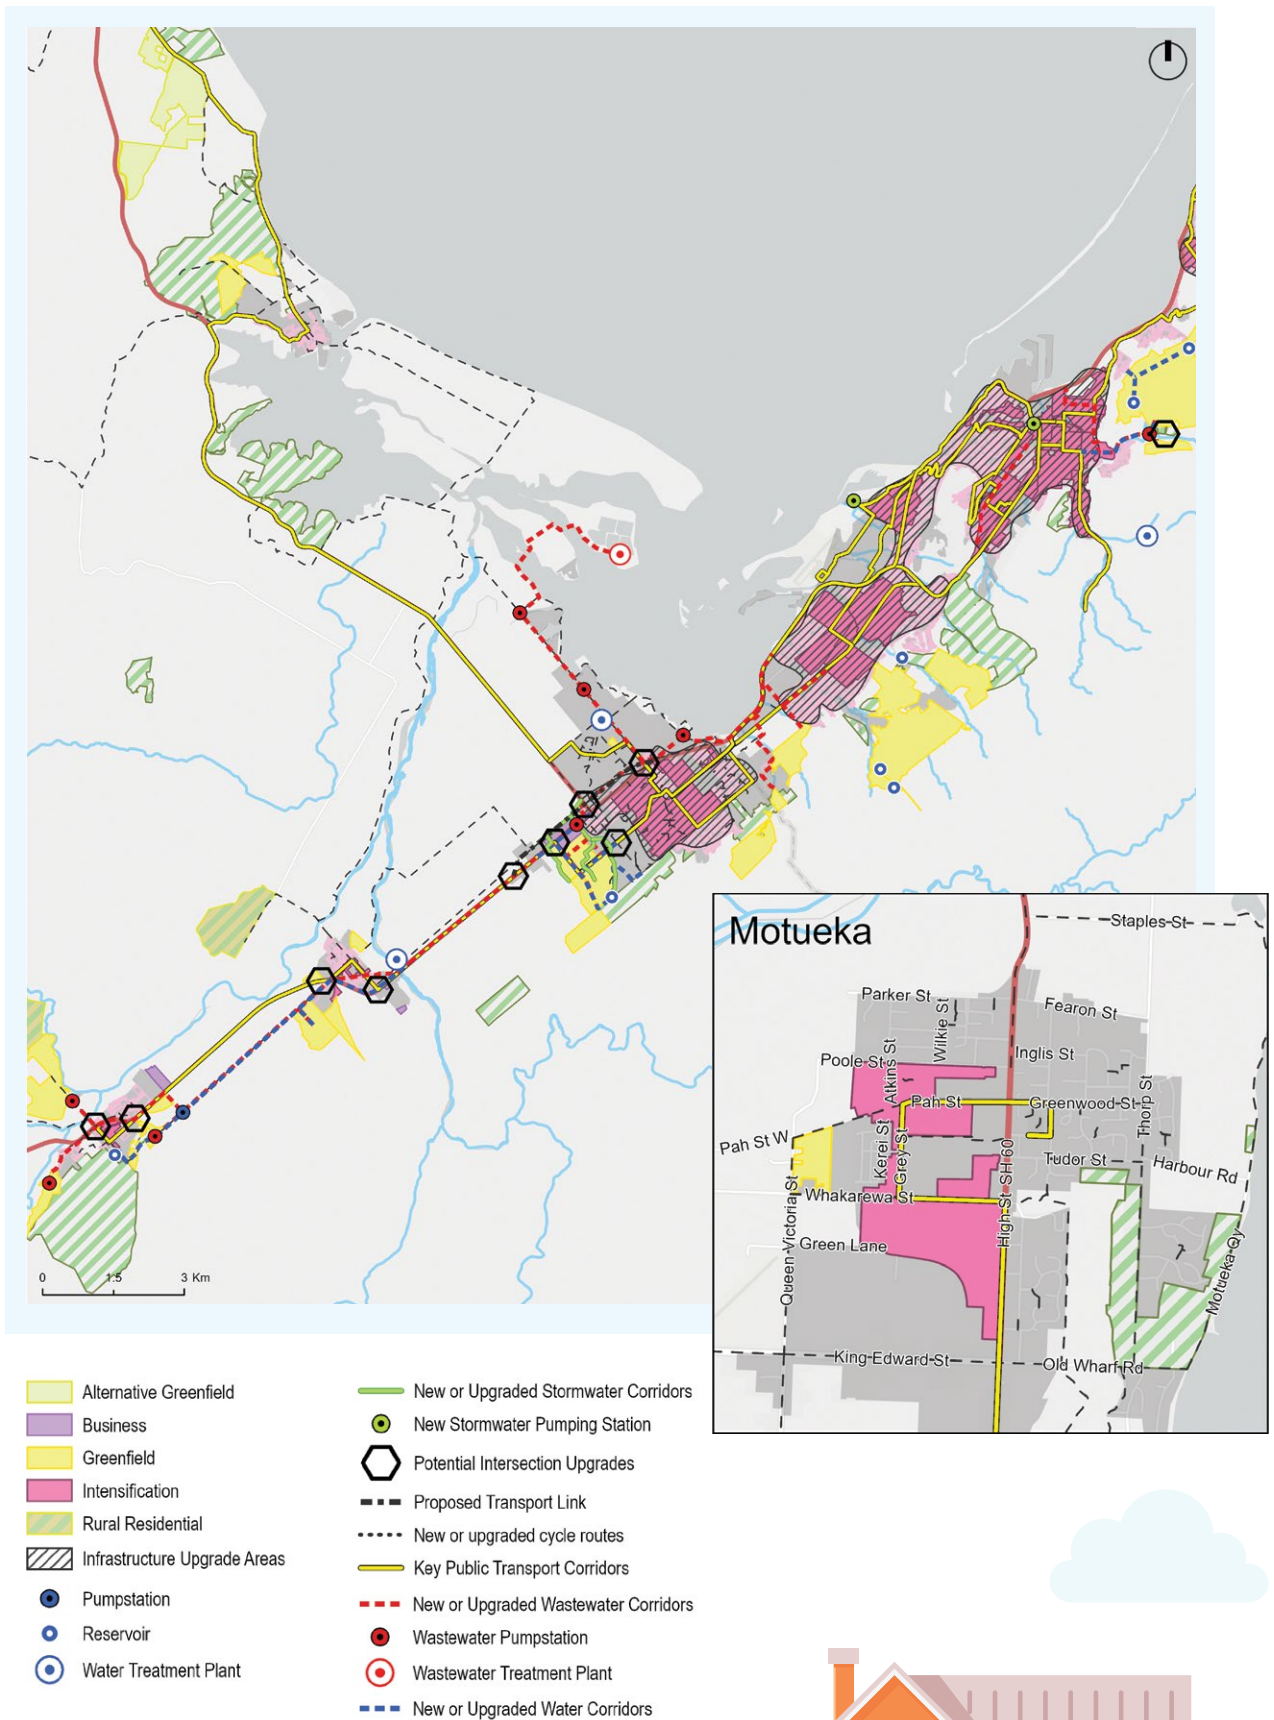 0
1.5
3 Km
Motueka
Staples St
Parker St
Wilkie St
Fearon St
Poole St
Atkins St
Inglis St
Thorp St
Pah St
Greenwood St
Pah St W
Kerei St
Grey St
High St SH 60
Tudor St
Harbour Rd
Whakarewa St
Queen Victoria St
Green Lane
Motueka Qy
King Edward St
Old Wharf Rd
Alternative Greenfield
Business
Greenfield
Intensification
Rural Residential
Infrastructure Upgrade Areas
Pumpstation
Reservoir
Water Treatment Plant
New or Upgraded Stormwater Corridors
New Stormwater Pumping Station
Potential Intersection Upgrades
Proposed Transport Link
New or upgraded cycle routes
Key Public Transport Corridors
New or Upgraded Wastewater Corridors
Wastewater Pumpstation
Wastewater Treatment Plant
New or Upgraded Water Corridors